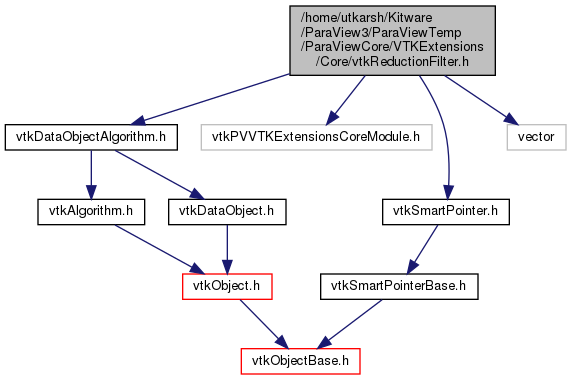 /home/utkarsh/Kitware
/ParaView3/ParaViewTemp
/ParaViewCore/VTKExtensions
/Core/vtkReductionFilter.h
vtkDataObjectAlgorithm.h
vtkPVVTKExtensionsCoreModule.h
vector
vtkAlgorithm.h
vtkDataObject.h
vtkSmartPointer.h
vtkObject.h
vtkSmartPointerBase.h
vtkObjectBase.h